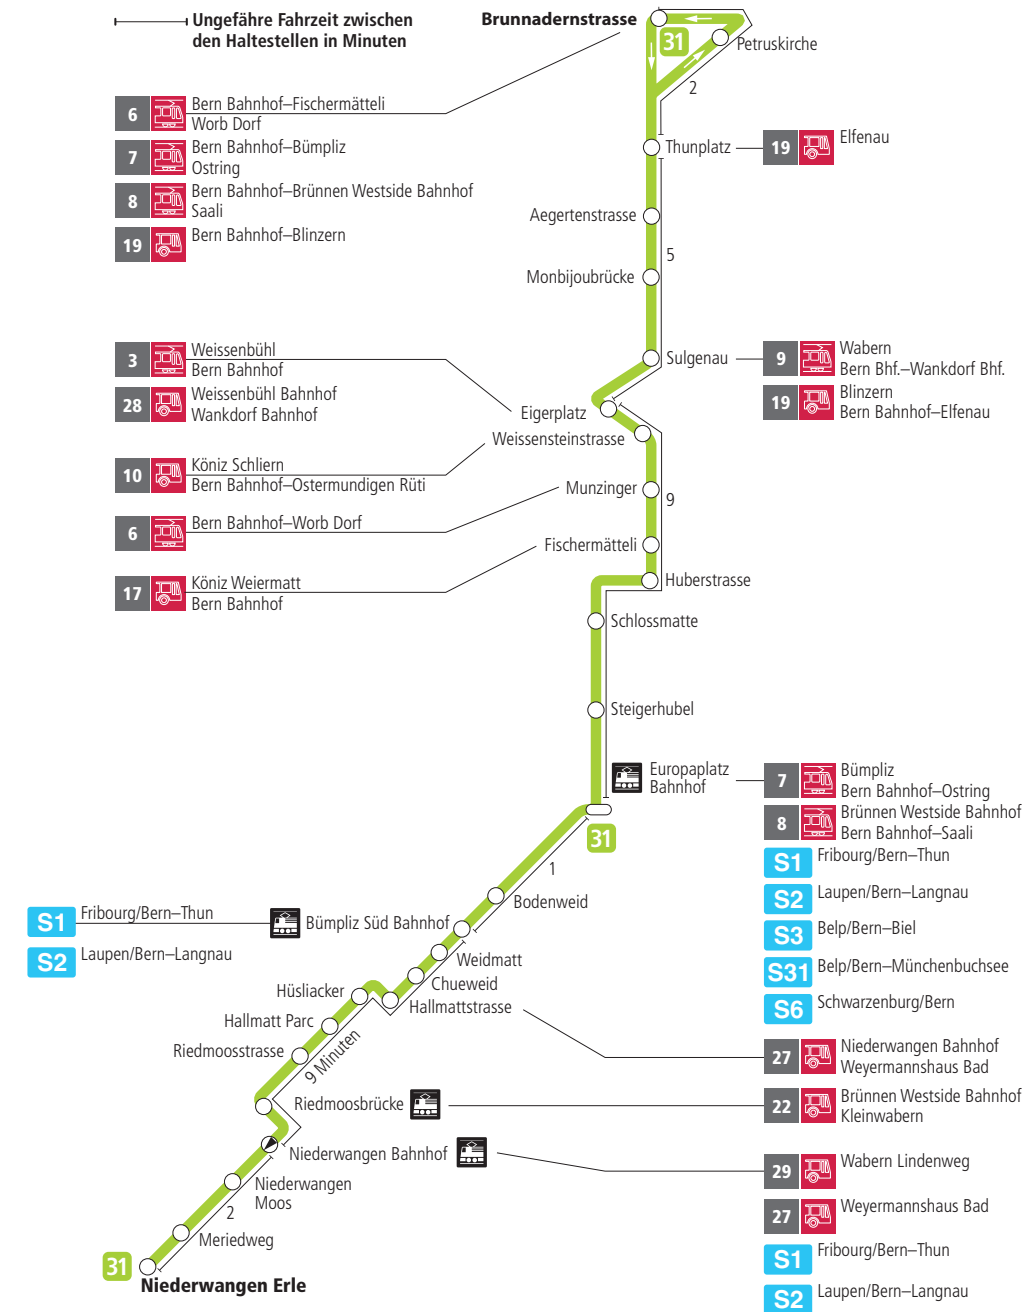 Ungefähre Fahrzeit zwischen
den Haltestellen in Minuten
Brunnadernstrasse
31
Petruskirche
2
6
Bern Bahnhof–Fischermätteli
Worb Dorf
7
Bern Bahnhof–Bümpliz
Ostring
8
Bern Bahnhof–Brünnen Westside Bahnhof
Saali
19
Bern Bahnhof–Blinzern
Thunplatz
19
Elfenau
Aegertenstrasse
5
Monbijoubrücke
3
Weissenbühl
Bern Bahnhof
28
Weissenbühl Bahnhof
Wankdorf Bahnhof
Sulgenau
9
Wabern
Bern Bhf.–Wankdorf Bhf.
19
Blinzern
Bern Bahnhof–Elfenau
Eigerplatz
Weissensteinstrasse
10
Köniz Schliern
Bern Bahnhof–Ostermundigen Rüti
Munzinger
9
6
Bern Bahnhof–Worb Dorf
Fischermätteli
17
Köniz Weiermatt
Bern Bahnhof
Huberstrasse
Schlossmatte
Steigerhubel
Europaplatz
Bahnhof
7
Bümpliz
Bern Bahnhof–Ostring
8
Brünnen Westside Bahnhof
Bern Bahnhof–Saali
S1
Fribourg/Bern–Thun
S2
Laupen/Bern–Langnau
S3
Belp/Bern–Biel
S31
Belp/Bern–Münchenbuchsee
S6
Schwarzenburg/Bern
31
1
Bodenweid
S1
Fribourg/Bern–Thun
S2
Laupen/Bern–Langnau
Bümpliz Süd Bahnhof
Weidmatt
Chueweid
Hüsliacker
Hallmattstrasse
Hallmatt Parc
Riedmoosstrasse
9 Minuten
27
Niederwangen Bahnhof
Weyermannshaus Bad
Riedmoosbrücke
22
Brünnen Westside Bahnhof
Kleinwabern
Niederwangen Bahnhof
29
Wabern Lindenweg
27
Weyermannshaus Bad
S1
Fribourg/Bern–Thun
S2
Laupen/Bern–Langnau
Niederwangen
Moos
2
Meriedweg
31
Niederwangen Erle